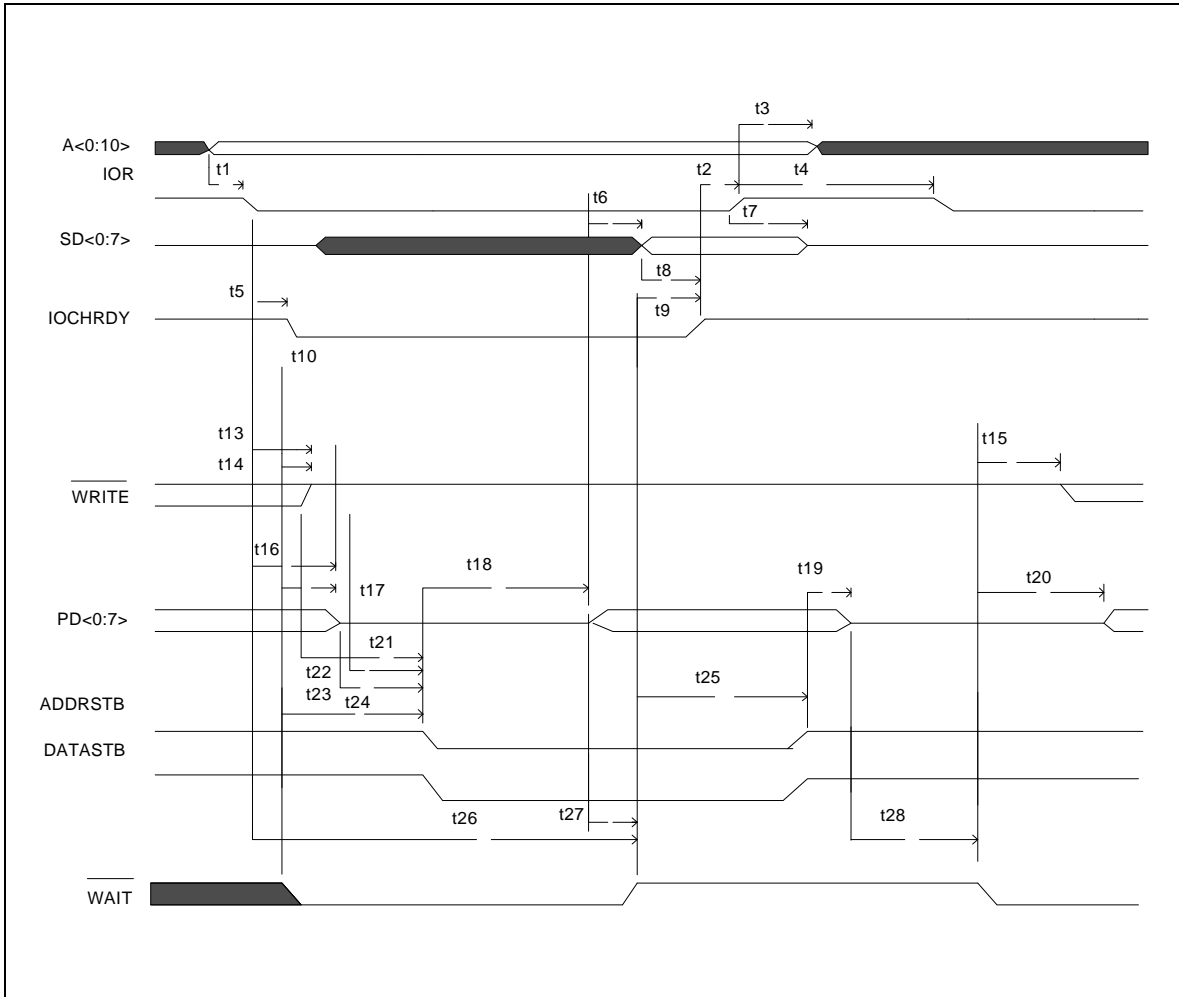 t3
A<0:10>
t1
t2
t4
IOR
t6
t7
SD<0:7>
t8
t5
t9
IOCHRDY
t10
t13
t15
t14
WRITE
t16
t18
t19
t17
t20
PD<0:7>
t21
t22
t23
t25
t24
ADDRSTB
DATASTB
t26
t27
t28
WAIT